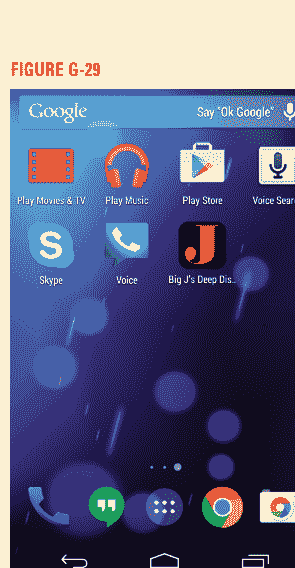 FIGURE G-29
Google Say "Ok Google"
Play Movies & TV Play Music Play Store Voice Sear
Skype Voice Big J's Deep Dis..